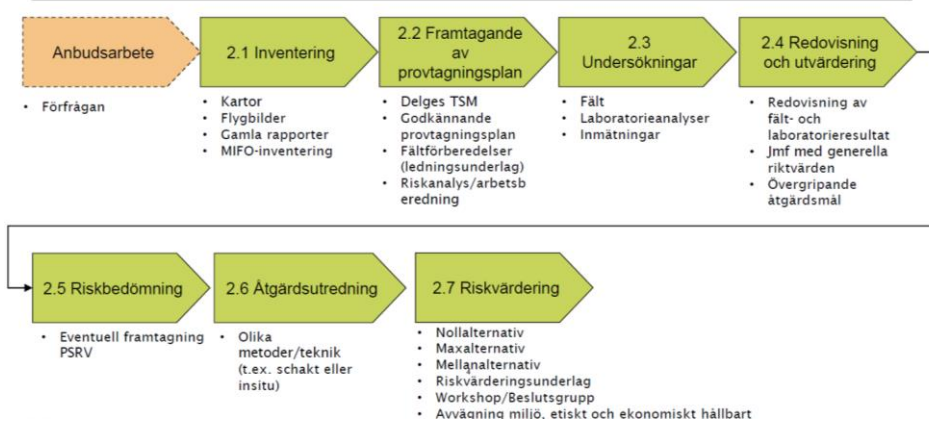 Anbudsarbete
• Förfrågan
2.1 Inventering
• Kartor
• Flygbilder
• Gamla rapporter
• MIFO-inventering
2.2 Framtagande
av
provtagningsplan
• Delges TSM
• Godkännande
provtagningsplan
• Fältförberedelser
(ledningsunderlag)
• Riskanalys/arbetsb
eredning
2.3
Undersökningar
• Fält
• Laboratorieanalyser
• Inmätningar
2.4 Redovisning
och utvärdering
• Redovisning av
fält- och
laboratorieresultat
• Jmf med generella
riktvärden
• Övergripande
åtgärdsmål
2.5 Riskbedömning
• Eventuell framtagning
PSRV
2.6 Åtgärdsutredning
• Olika
metoder/teknik
(t.ex. schakt eller
insitu)
2.7 Riskvärdering
• Nollalternativ
• Maxalternativ
• Mellanalternativ
• Riskvärderingsunderlag
• Workshop/Beslutsgrupp
• Avvägning miljö, etiskt och ekonomiskt hållbart